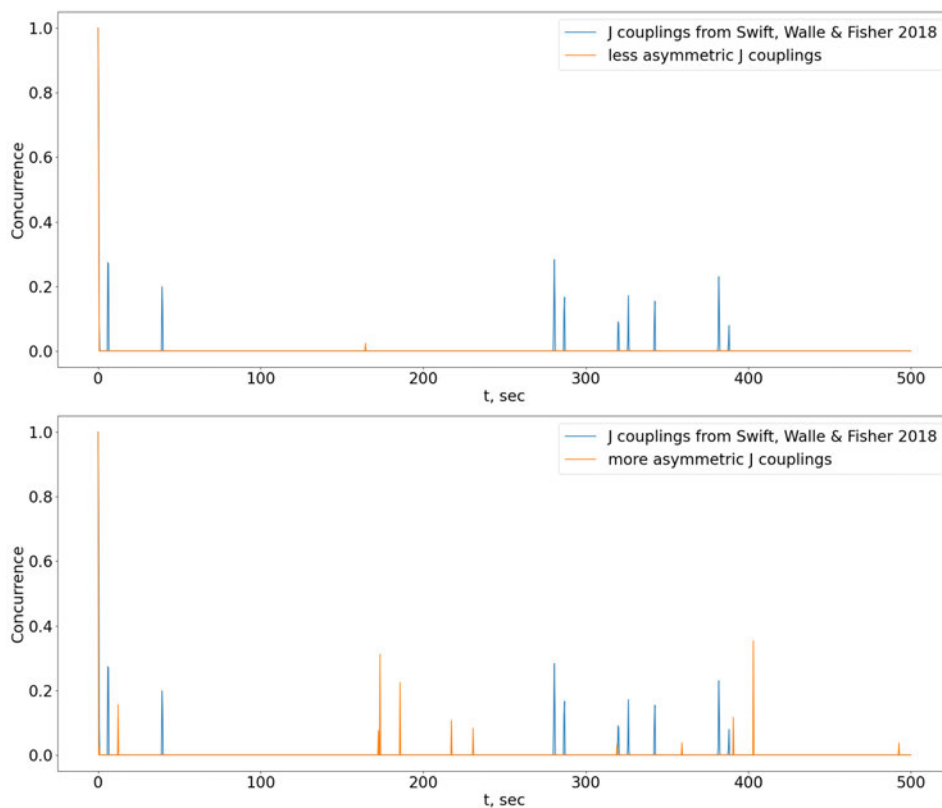 1.0
0.8
0.6
0.4
0.2
0.0
Concurrence
J couplings from Swift, Walle & Fisher 2018
less asymmetric J couplings
0 100 200 300 400 500
t, sec
1.0
0.8
0.6
0.4
0.2
0.0
Concurrence
J couplings from Swift, Walle & Fisher 2018
more asymmetric J couplings
0 100 200 300 400 500
t, sec